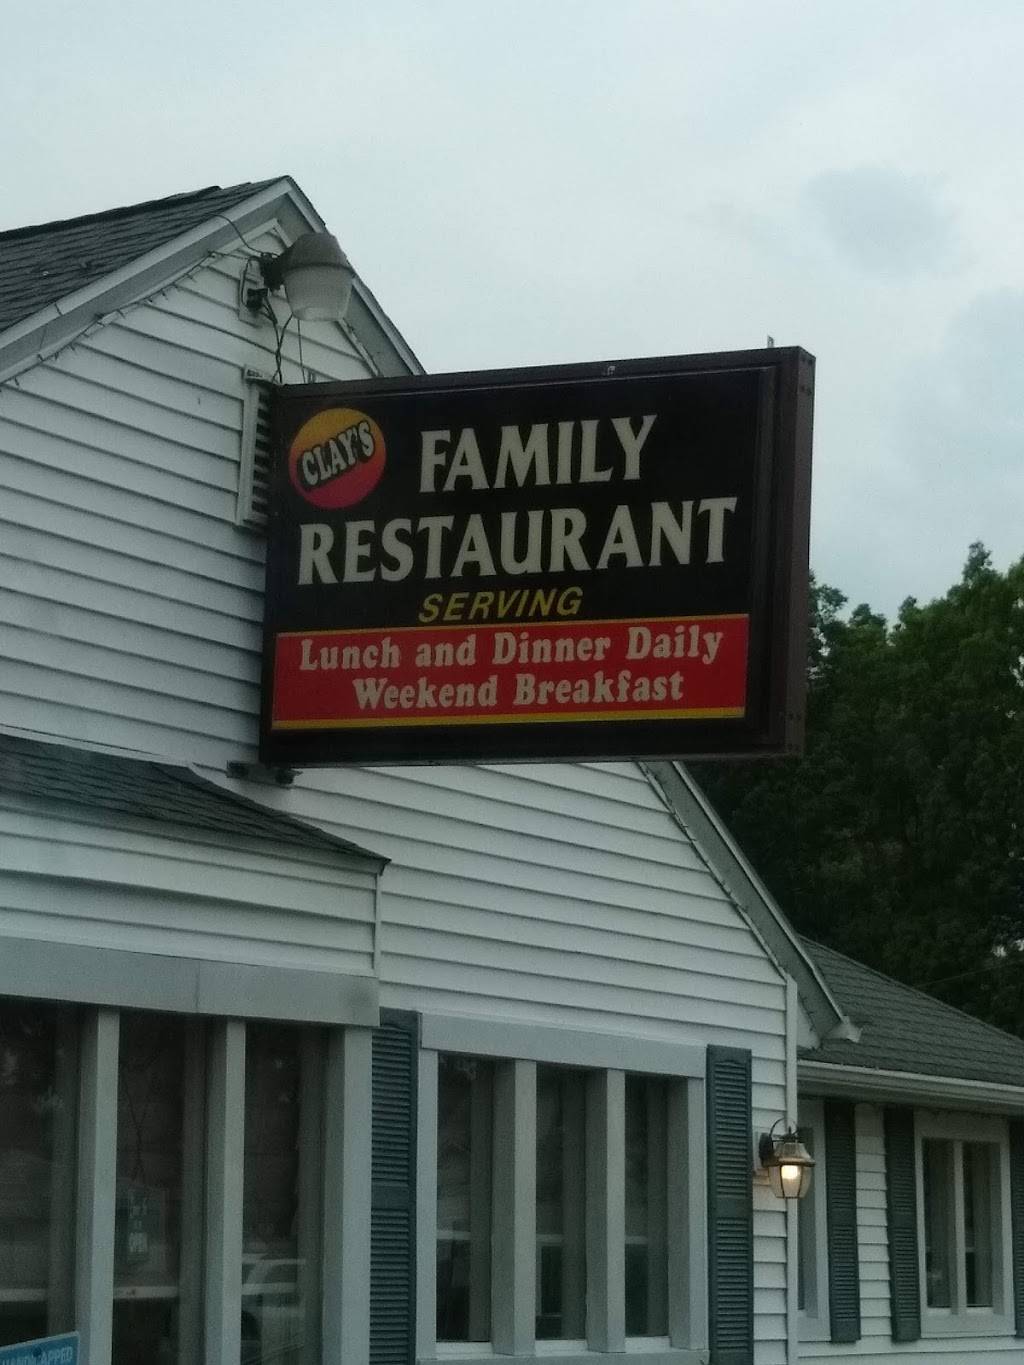 CLAY'S
FAMILY
RESTAURANT
SERVING
Lunch and Dinner Daily
Weekend Breakfast